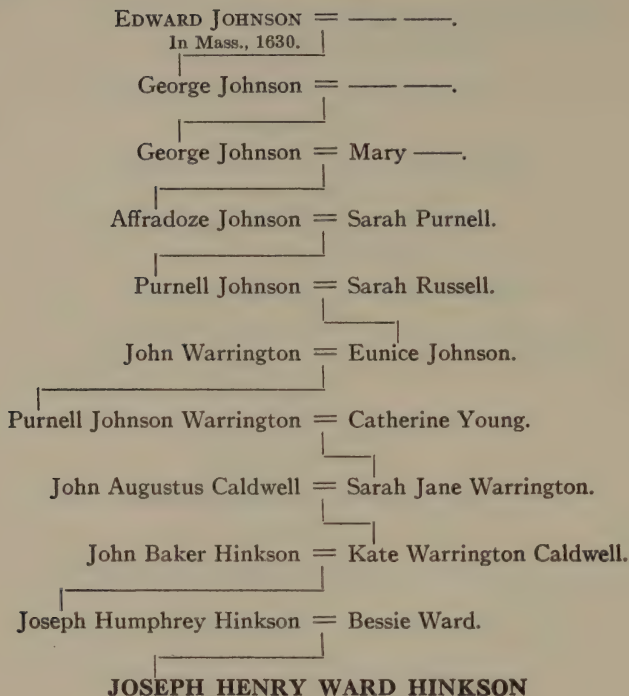 EDWARD JOHNSON = — — .
In Mass., 1630.
George Johnson = — — .
George Johnson = Mary —.
Affradoze Johnson = Sarah Purnell.
Purnell Johnson = Sarah Russell.
John Warrington = Eunice Johnson.
Purnell Johnson Warrington = Catherine Young.
John Augustus Caldwell = Sarah Jane Warrington.
John Baker Hinkson = Kate Warrington Caldwell.
Joseph Humphrey Hinkson = Bessie Ward.
JOSEPH HENRY WARD HINKSON